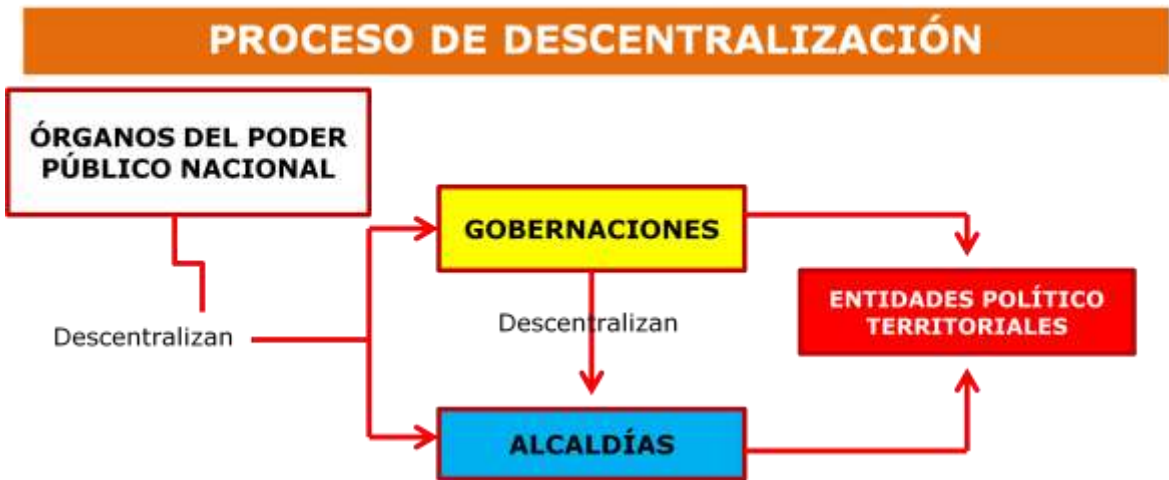 PROCESO DE DESCENTRALIZACIÓN
ÓRGANOS DEL PODER
PÚBLICO NACIONAL
GOBERNACIONES
ENTIDADES POLÍTICO
TERRITORIALES
Descentralizan
Descentralizan
ALCALDÍAS